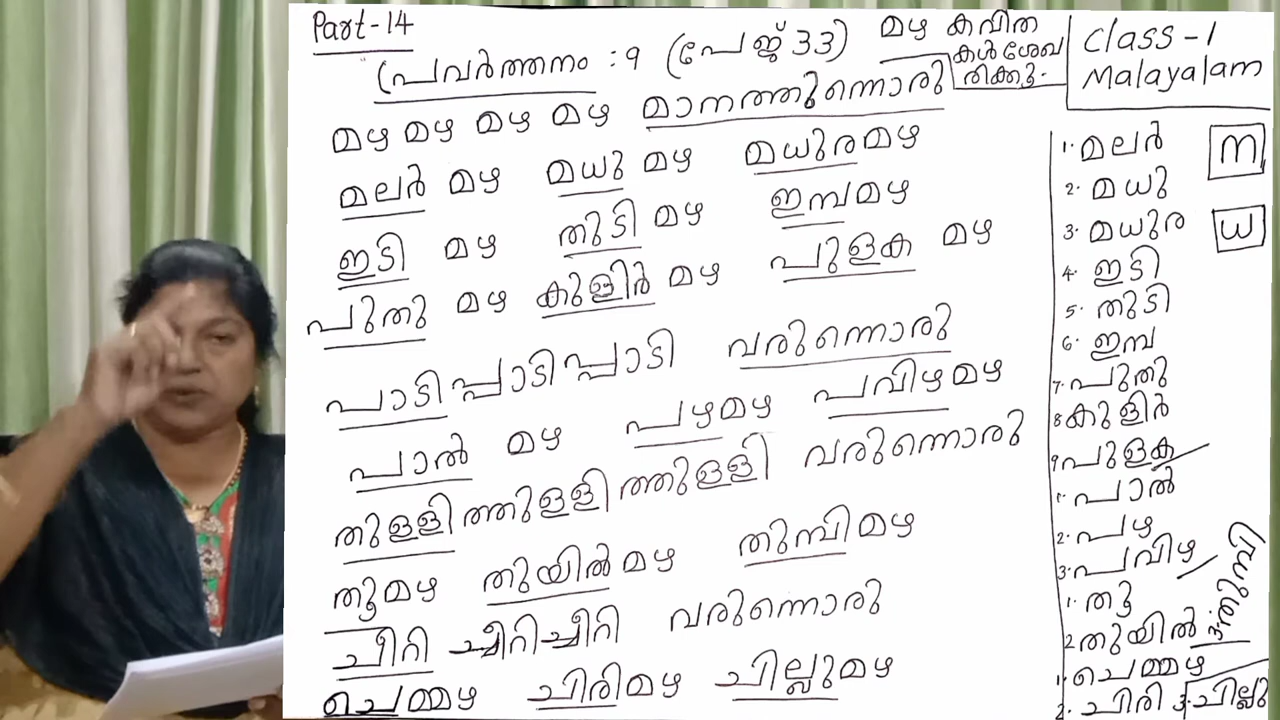 Part-14
പ്രവർത്തനം : 9 (പേജ് 33)
മഴ കവിത
കൾ ശേഖ
രിക്കൂ.
Class - 1
Malayalam
മഴ മഴ മഴ മഴ മാനത്തുന്നൊരു
മലർ മഴ മധു മഴ മധുരമഴ
ഇടി മഴ തുടി മഴ ഇമ്പമഴ
പുതു മഴ കുളിർ മഴ പുളക മഴ
പാടിപ്പാടിപ്പാടി വരുന്നൊരു
പാൽ മഴ പഴമഴ പവിഴമഴ
തുള്ളിത്തുള്ളിത്തുള്ളി വരുന്നൊരു
തൂമഴ തുയിൽ മഴ തുമ്പിമഴ
ചീറി ച്ചീറിച്ചീറി വരുന്നൊരു
ചെമ്മഴ ചിരിമഴ ചില്ലുമഴ
1. മലർ
2. മധു
3. മധുര
4. ഇടി
5. തുടി
6. ഇമ്പ
7. പുതു
8 കുളിർ
9 പുളക
1. പാൽ
2. പഴ
3. പവിഴ
1. തൂ
2 തുയിൽ 3. തുമ്പി
1. ചെമ്മഴ
2. ചിരി 3. ചില്ലു
ന
ധ